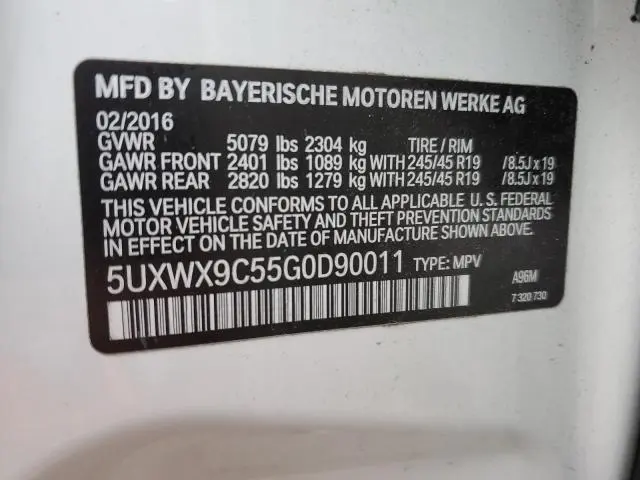 MFD BY BAYERISCHE MOTOREN WERKE AG
02/2016
GVWR 5079 lbs 2304 kg TIRE / RIM
GAWR FRONT 2401 lbs 1089 kg WITH 245/45 R19 /8.5J x 19
GAWR REAR 2820 lbs 1279 kg WITH 245/45 R19 /8.5J x 19
THIS VEHICLE CONFORMS TO ALL APPLICABLE U. S. FEDERAL
MOTOR VEHICLE SAFETY AND THEFT PREVENTION STANDARDS
IN EFFECT ON THE DATE OF MANUFACTURE SHOWN ABOVE.
5UXWX9C55G0D90011 TYPE: MPV
A96M
7 320 730